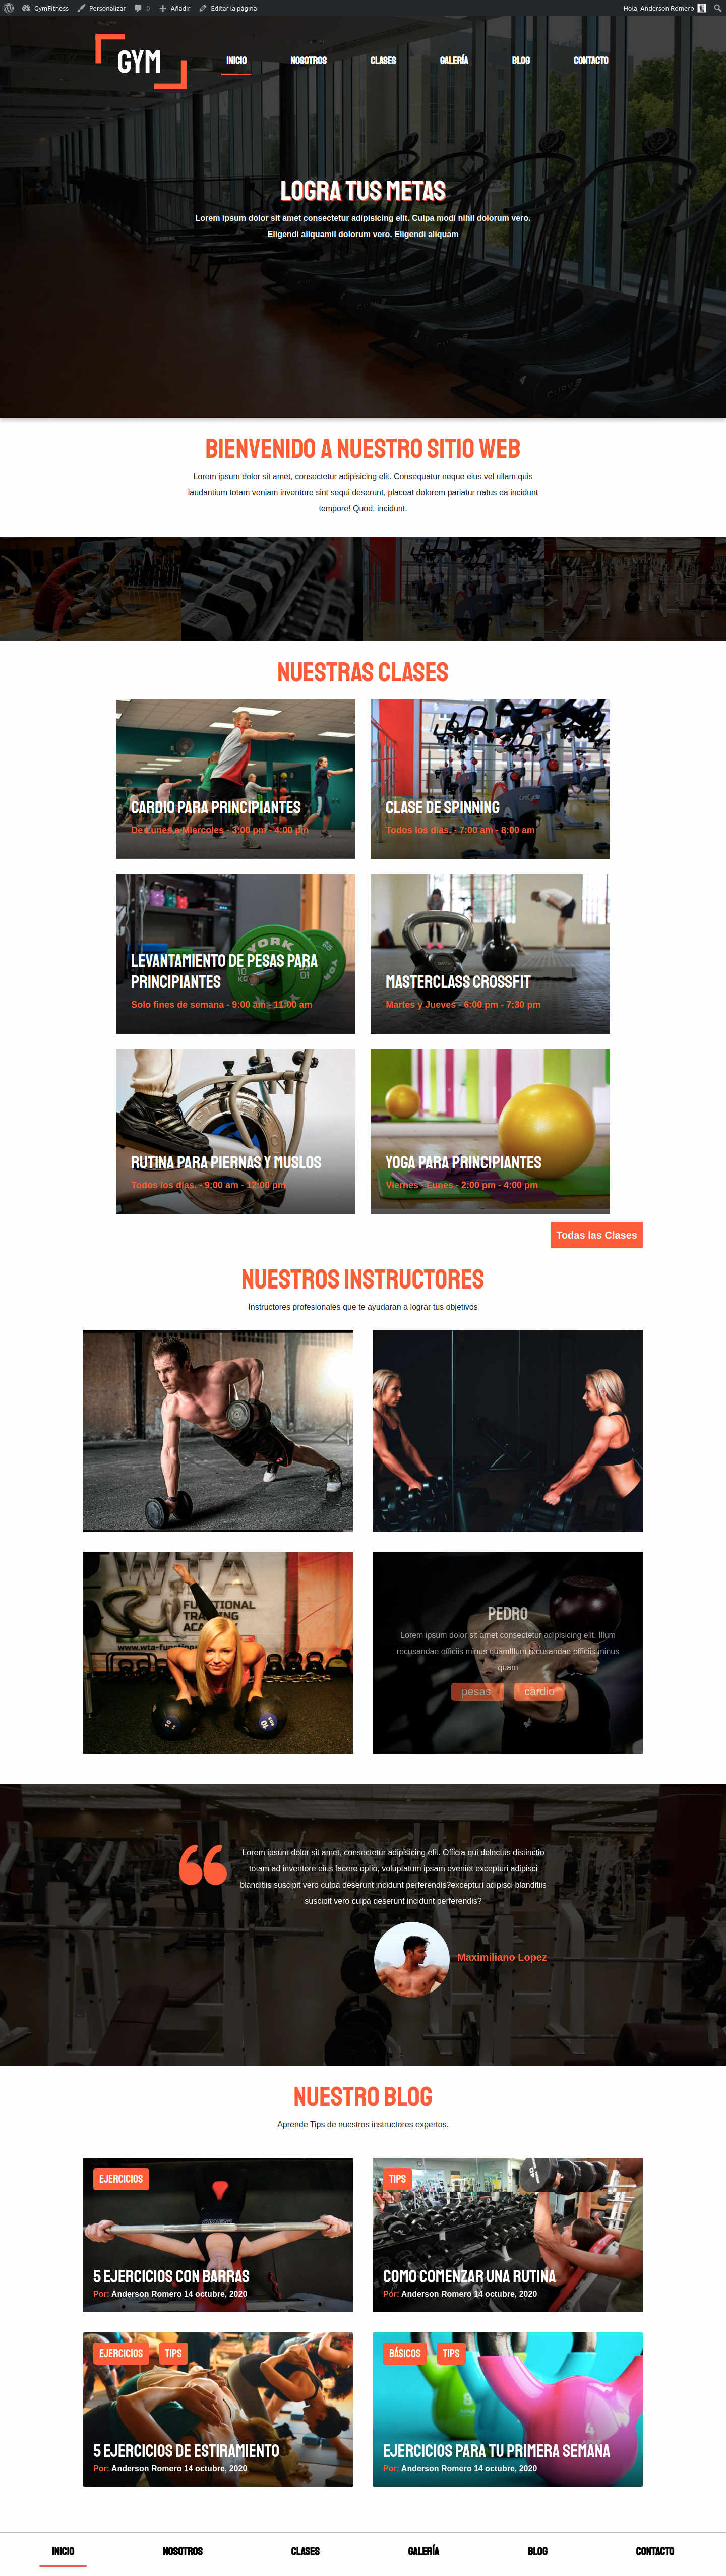 GymFitness Personalizar 0 Añadir Editar la página Hola, Anderson Romero
GYM
INICIO NOSOTROS CLASES GALERÍA BLOG CONTACTO
LOGRA TUS METAS
Lorem ipsum dolor sit amet consectetur adipisicing elit. Culpa modi nihil dolorum vero.
Eligendi aliquamil dolorum vero. Eligendi aliquam
BIENVENIDO A NUESTRO SITIO WEB
Lorem ipsum dolor sit amet, consectetur adipisicing elit. Consequatur neque eius vel ullam quis
laudantium totam veniam inventore sint sequi deserunt, placeat dolorem pariatur natus ea incidunt
tempore! Quod, incidunt.
NUESTRAS CLASES
CARDIO PARA PRINCIPIANTES
De Lunes a Miercoles - 3:00 pm - 4:00 pm
CLASE DE SPINNING
Todos los días. - 7:00 am - 8:00 am
YORK
LEVANTAMIENTO DE PESAS PARA
PRINCIPIANTES
Solo fines de semana - 9:00 am - 11:00 am
MASTERCLASS CROSSFIT
Martes y Jueves - 6:00 pm - 7:30 pm
RUTINA PARA PIERNAS Y MUSLOS
Todos los días. - 9:00 am - 12:00 pm
YOGA PARA PRINCIPIANTES
Viernes - Lunes - 2:00 pm - 4:00 pm
Todas las Clases
NUESTROS INSTRUCTORES
Instructores profesionales que te ayudaran a lograr tus objetivos
WTA
PEDRO
Lorem ipsum dolor sit amet consectetur adipisicing elit. Illum
recusandae officiis minus quamIllum recusandae officiis minus
quam
pesas cardio
Lorem ipsum dolor sit amet, consectetur adipisicing elit. Officia qui delectus distinctio
totam ad inventore eius facere optio, voluptatum ipsam eveniet excepturi adipisci
blanditiis suscipit vero culpa deserunt incidunt perferendis?excepturi adipisci blanditiis
suscipit vero culpa deserunt incidunt perferendis?
Maximiliano Lopez
NUESTRO BLOG
Aprende Tips de nuestros instructores expertos.
EJERCICIOS
5 EJERCICIOS CON BARRAS
Por: Anderson Romero 14 octubre, 2020
TIPS
COMO COMENZAR UNA RUTINA
Por: Anderson Romero 14 octubre, 2020
EJERCICIOS TIPS
5 EJERCICIOS DE ESTIRAMIENTO
Por: Anderson Romero 14 octubre, 2020
BÁSICOS TIPS
EJERCICIOS PARA TU PRIMERA SEMANA
Por: Anderson Romero 14 octubre, 2020
INICIO NOSOTROS CLASES GALERÍA BLOG CONTACTO